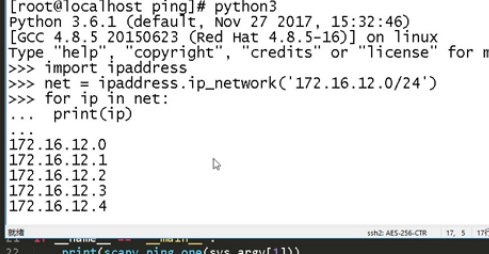 [root@localhost ping]# python3
Python 3.6.1 (default, Nov 27 2017, 15:32:46)
[GCC 4.8.5 20150623 (Red Hat 4.8.5-16)] on linux
Type "help", "copyright", "credits" or "license" for m
>>> import ipaddress
>>> net = ipaddress.ip_network('172.16.12.0/24')
>>> for ip in net:
...  print(ip)
...
172.16.12.0
172.16.12.1
172.16.12.2
172.16.12.3
172.16.12.4
就绪 ssh2: AES-256-CTR 17, 5 17行
22 print(scapy_ping_one(sys.argv[1]))